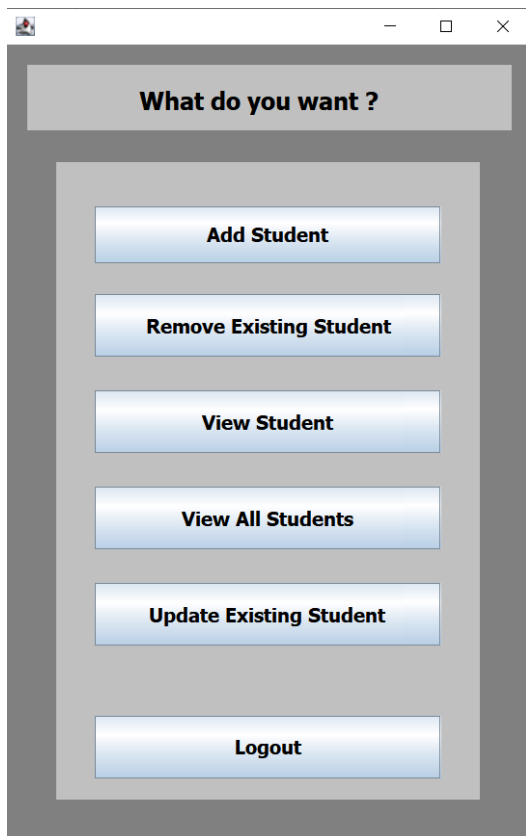 What do you want ?
Add Student
Remove Existing Student
View Student
View All Students
Update Existing Student
Logout